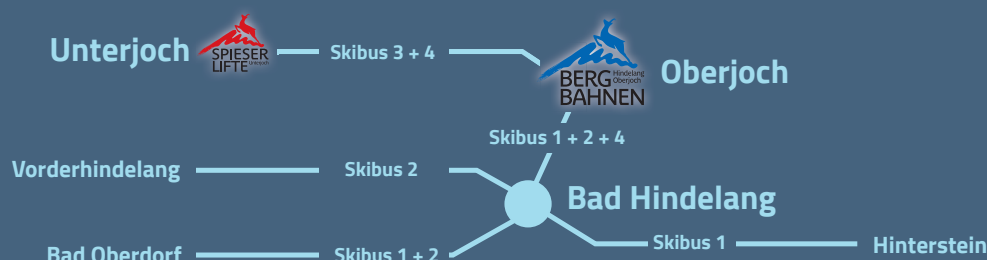 Unterjoch
SPIESER
LIFTE Unterjoch
Skibus 3 + 4
BERG Hindelang
Oberjoch
BAHNEN
Oberjoch
Skibus 1 + 2 + 4
Vorderhindelang
Skibus 2
Bad Hindelang
Skibus 1
Hinterstein
Bad Oberdorf
Skibus 1 + 2